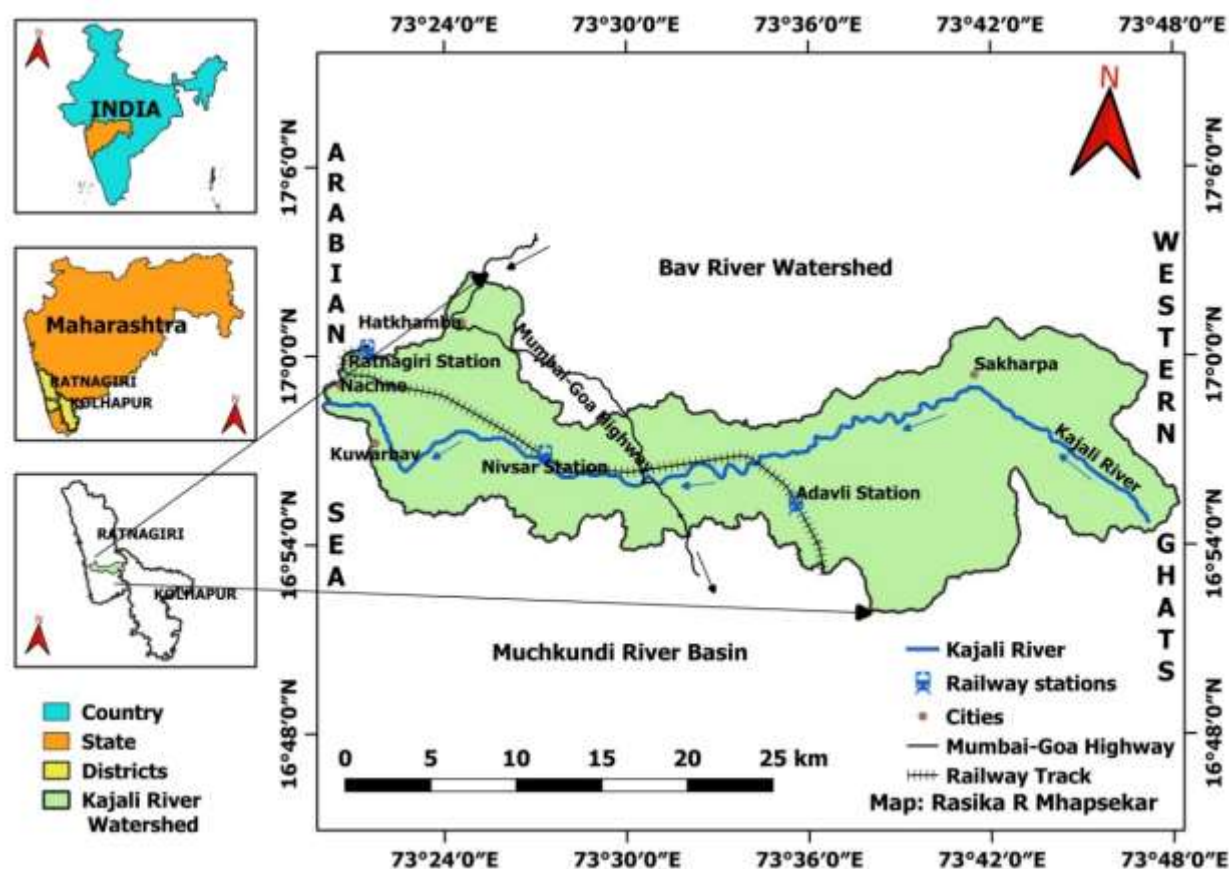 73°24′0″E 73°30′0″E 73°36′0″E 73°42′0″E 73°48′0″E
N
INDIA
17°6′0″N
17°6′0″N
ARABIAN
WESTERN
Bav River Watershed
Maharashtra
RATNAGIRI
KOLHAPUR
Hatkhamba
Mumbai-Goa Highway
17°0′0″N
17°0′0″N
Ratnagiri Station
Sakharpa
Nachne
Kuwarbav
Kajali River
Nivsar Station
Adavli Station
SEA
GHATS
16°54′0″N
16°54′0″N
RATNAGIRI
KOLHAPUR
Muchkundi River Basin
Kajali River
Railway stations
Cities
Mumbai-Goa Highway
Railway Track
Map: Rasika R Mhapsekar
16°48′0″N
16°48′0″N
Country
State
Districts
Kajali River
Watershed
0 5 10 15 20 25 km
73°24′0″E 73°30′0″E 73°36′0″E 73°42′0″E 73°48′0″E